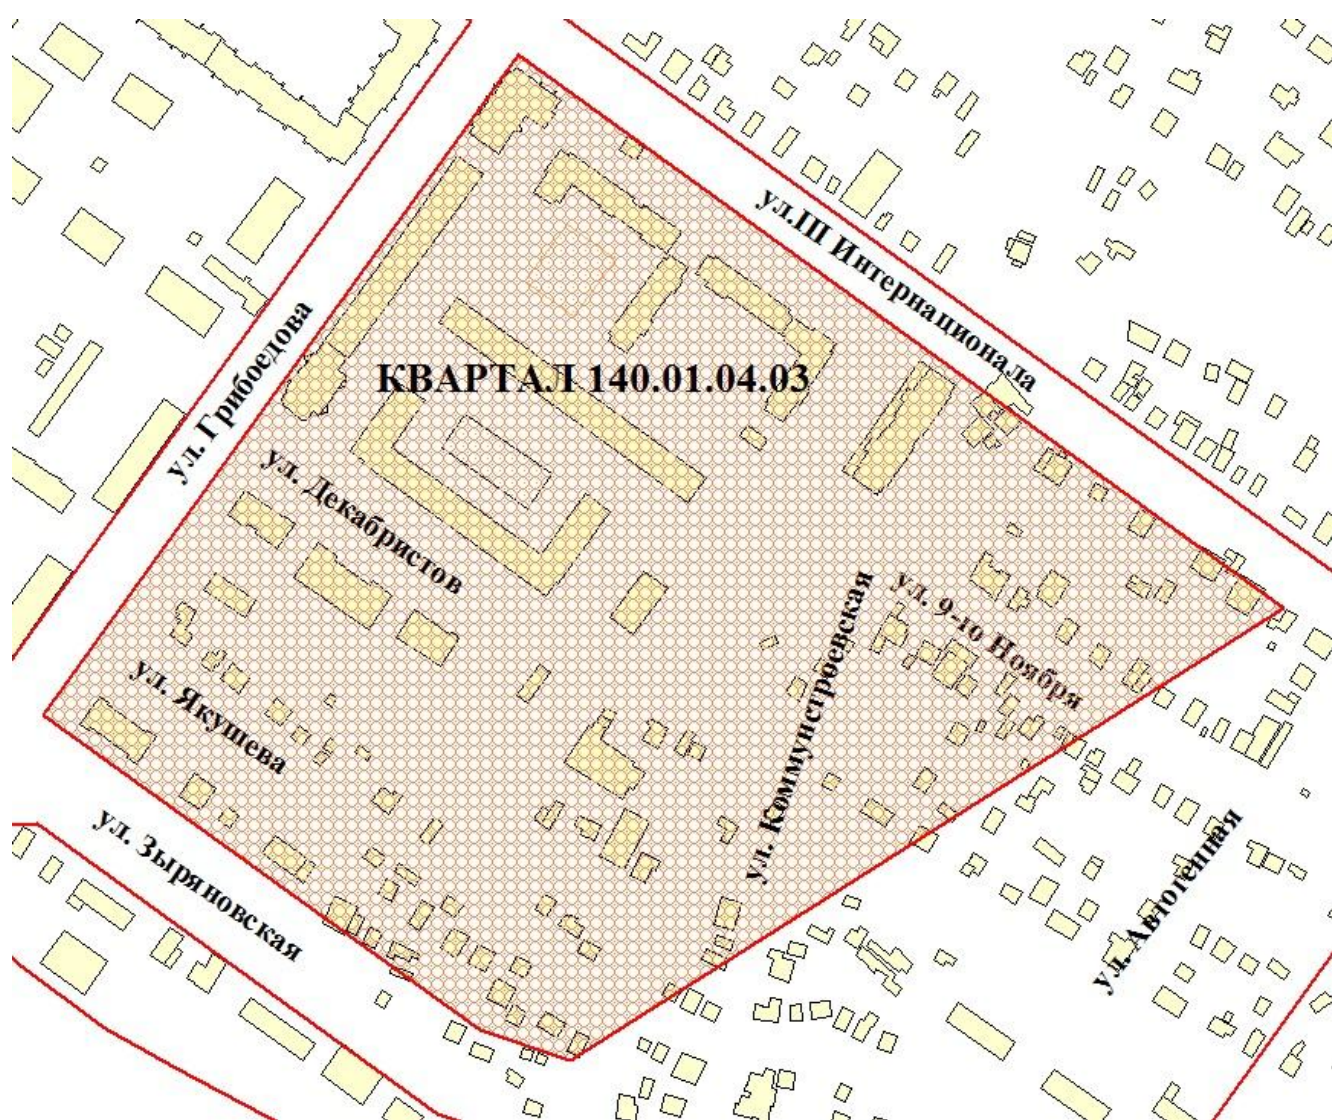 ул.III Интернационала
ул. Грибоедова
КВАРТАЛ 140.01.04.03
ул. Декабристов
ул. Коммунстроевская
ул. 9-го Ноября
ул. Якушева
ул. Зыряновская
ул. Автогенная